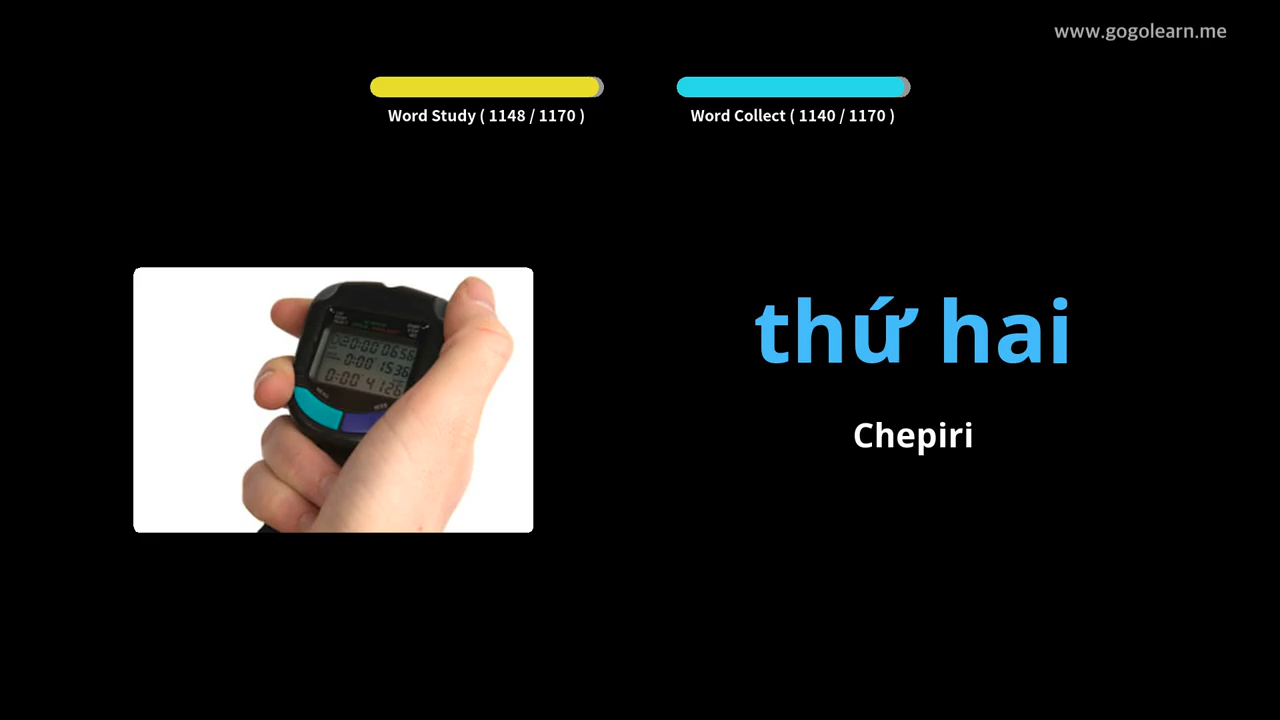 www.gogolearn.me
Word Study ( 1148 / 1170 )
Word Collect ( 1140 / 1170 )
thứ hai
Chepiri